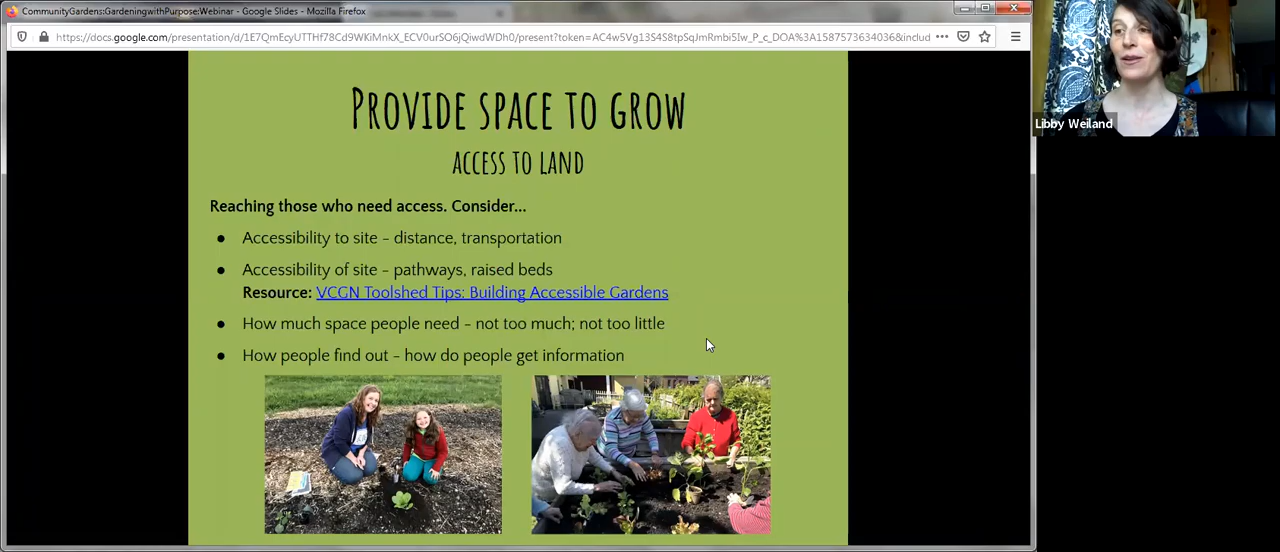 CommunityGardens:GardeningwithPurpose:Webinar - Google Slides - Mozilla Firefox
https://docs.google.com/presentation/d/1E7QmEcyUTTHf78Cd9WKiMnkX_ECV0urSO6jQiwdWDh0/present?token=AC4w5Vg13S4S8tpSqJmRmbi5Iw_P_c_DOA%3A1587573634036&includ
Libby Weiland
PROVIDE SPACE TO GROW
ACCESS TO LAND
Reaching those who need access. Consider...
● Accessibility to site - distance, transportation
● Accessibility of site - pathways, raised beds
Resource: VCGN Toolshed Tips: Building Accessible Gardens
● How much space people need - not too much; not too little
● How people find out - how do people get information